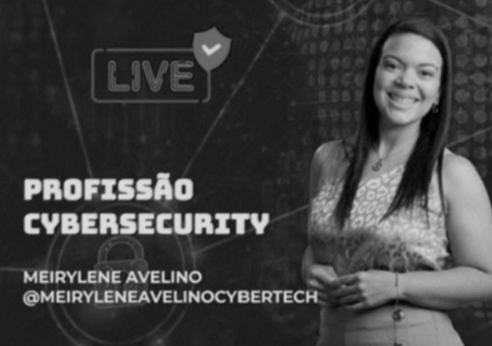 LIVE
PROFISSÃO
CYBERSECURITY
MEIRYLENE AVELINO
@MEIRYLENEAVELINOCYBERTECH